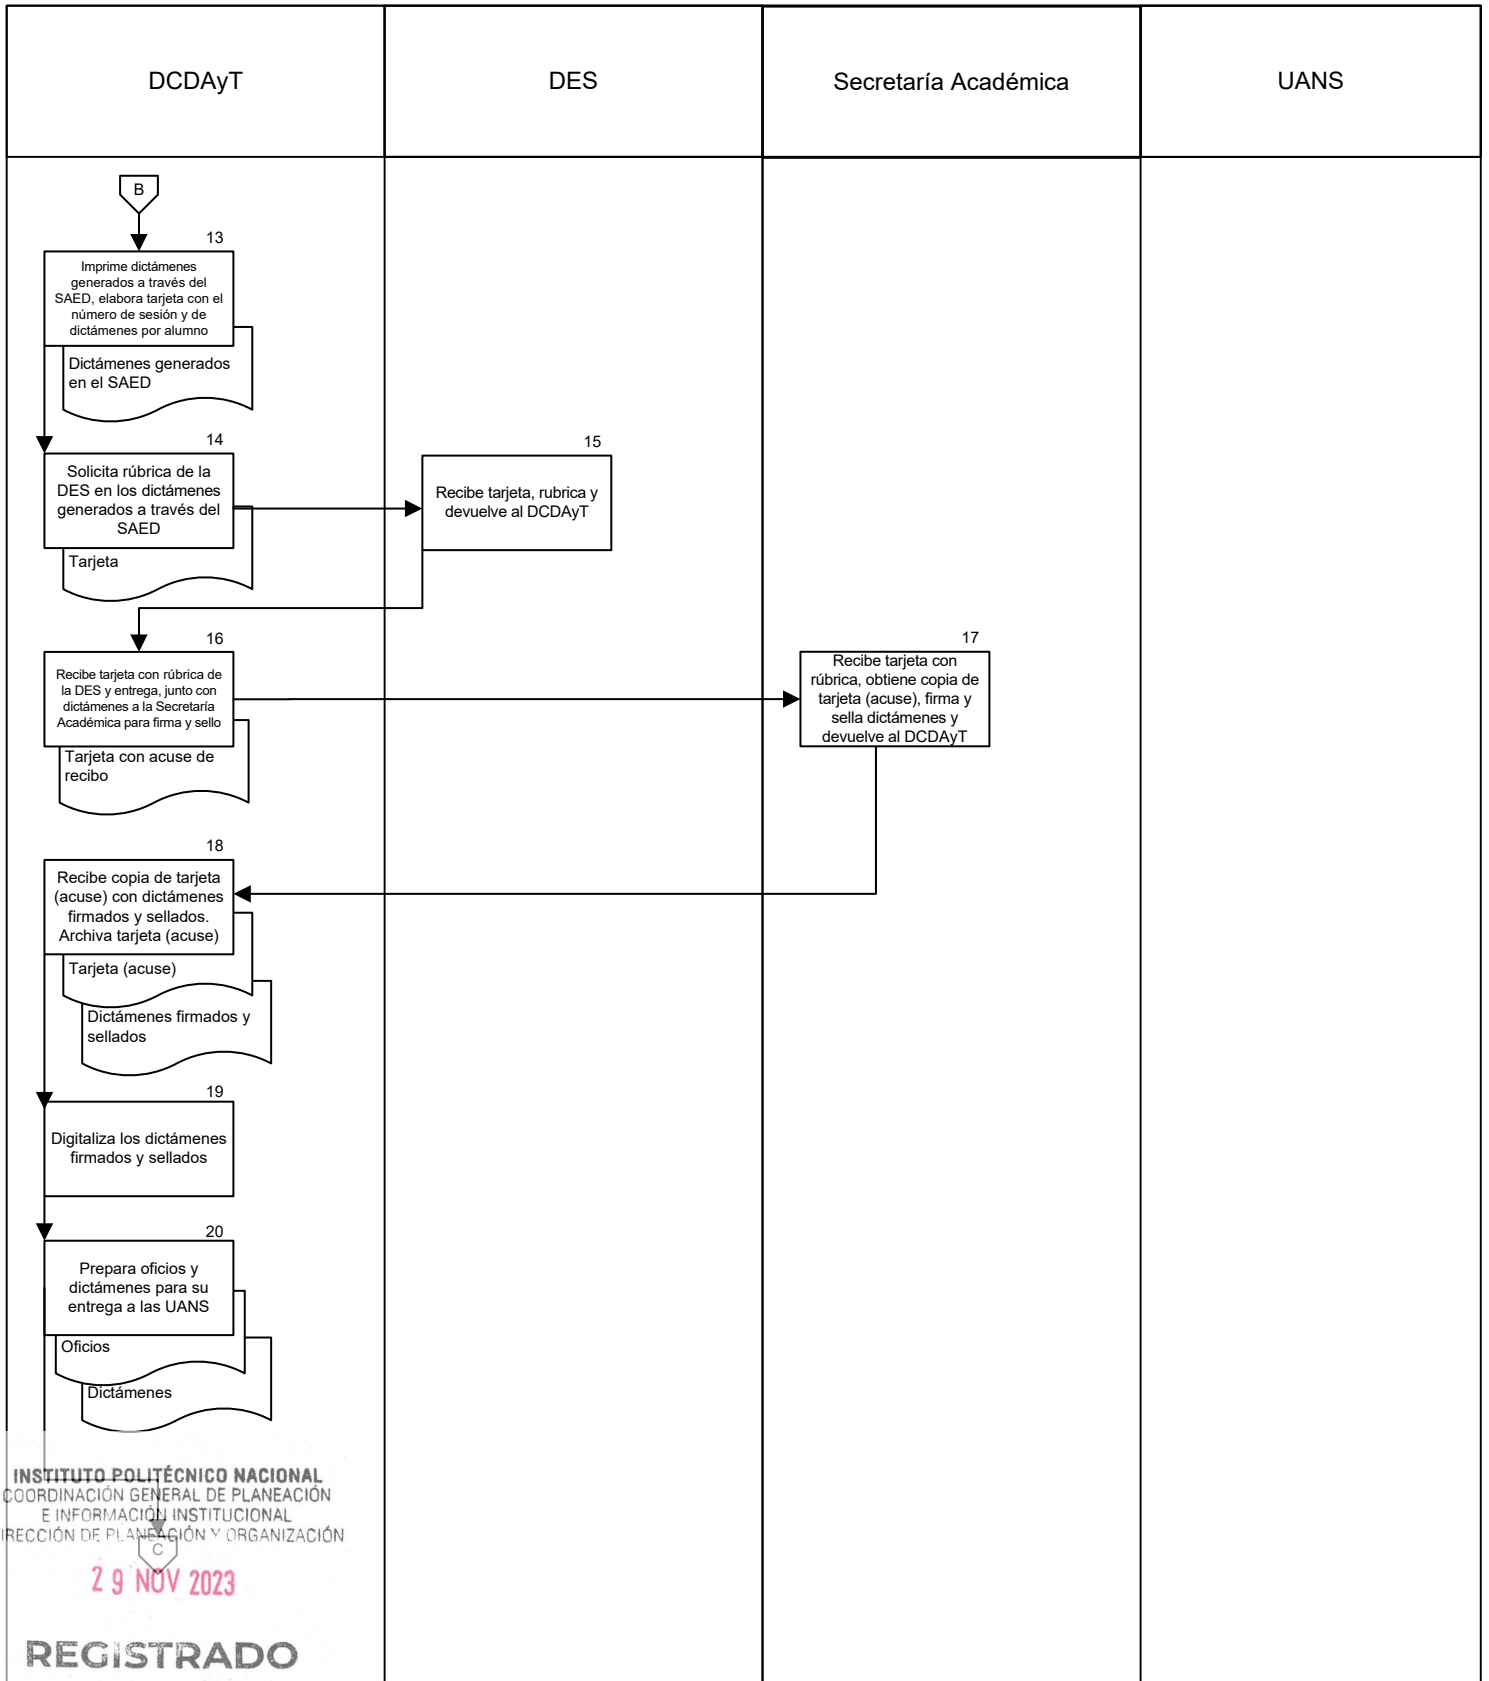 DCDAyT
DES
Secretaría Académica
UANS
B
13
Imprime dictámenes
generados a través del
SAED, elabora tarjeta con el
número de sesión y de
dictámenes por alumno
Dictámenes generados
en el SAED
14
Solicita rúbrica de la
DES en los dictámenes
generados a través del
SAED
Tarjeta
15
Recibe tarjeta, rubrica y
devuelve al DCDAyT
16
Recibe tarjeta con rúbrica de
la DES y entrega, junto con
dictámenes a la Secretaría
Académica para firma y sello
Tarjeta con acuse de
recibo
17
Recibe tarjeta con
rúbrica, obtiene copia de
tarjeta (acuse), firma y
sella dictámenes y
devuelve al DCDAyT
18
Recibe copia de tarjeta
(acuse) con dictámenes
firmados y sellados.
Archiva tarjeta (acuse)
Tarjeta (acuse)
Dictámenes firmados y
sellados
19
Digitaliza los dictámenes
firmados y sellados
20
Prepara oficios y
dictámenes para su
entrega a las UANS
Oficios
Dictámenes
INSTITUTO POLITÉCNICO NACIONAL
COORDINACIÓN GENERAL DE PLANEACIÓN
E INFORMACIÓN INSTITUCIONAL
IRECCIÓN DE PLANEACIÓN Y ORGANIZACIÓN
C
29 NOV 2023
REGISTRADO